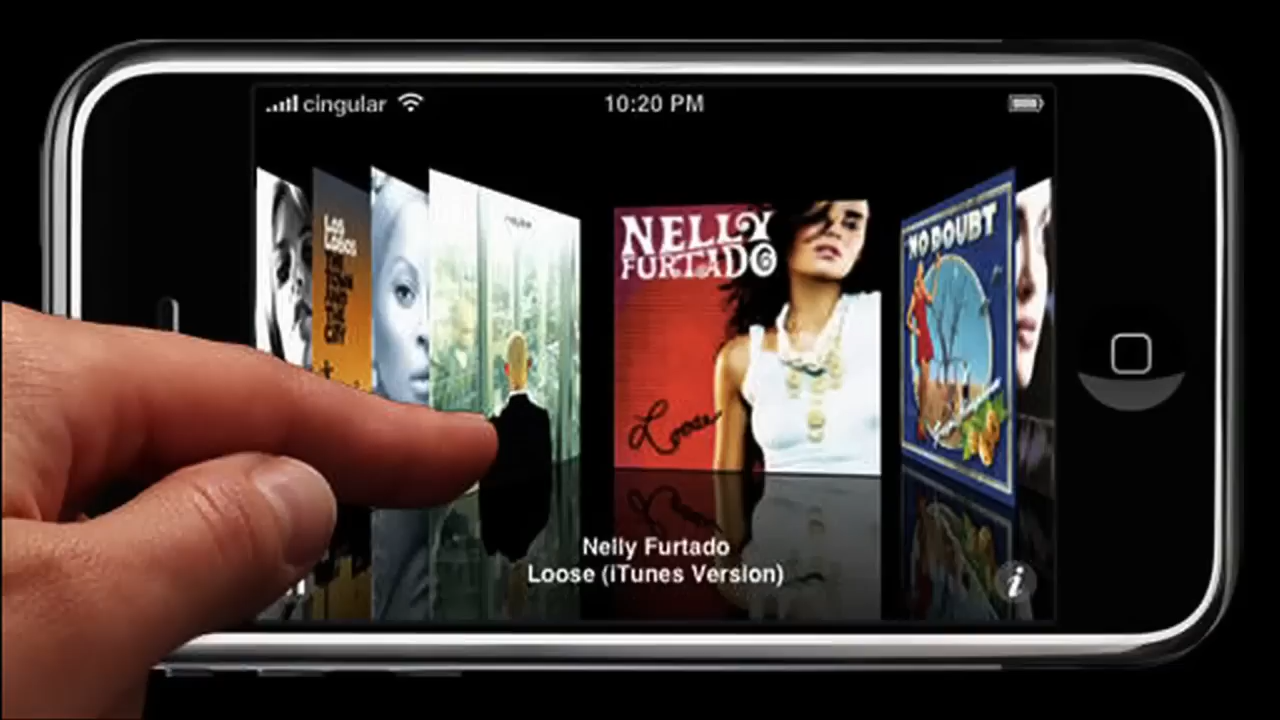 cingular
10:20 PM
LOS
LOBOS
THE
TOWN
AND
THE
CITY
NELLY
FURTADO
Loose
NO DOUBT
Nelly Furtado
Loose (iTunes Version)
i